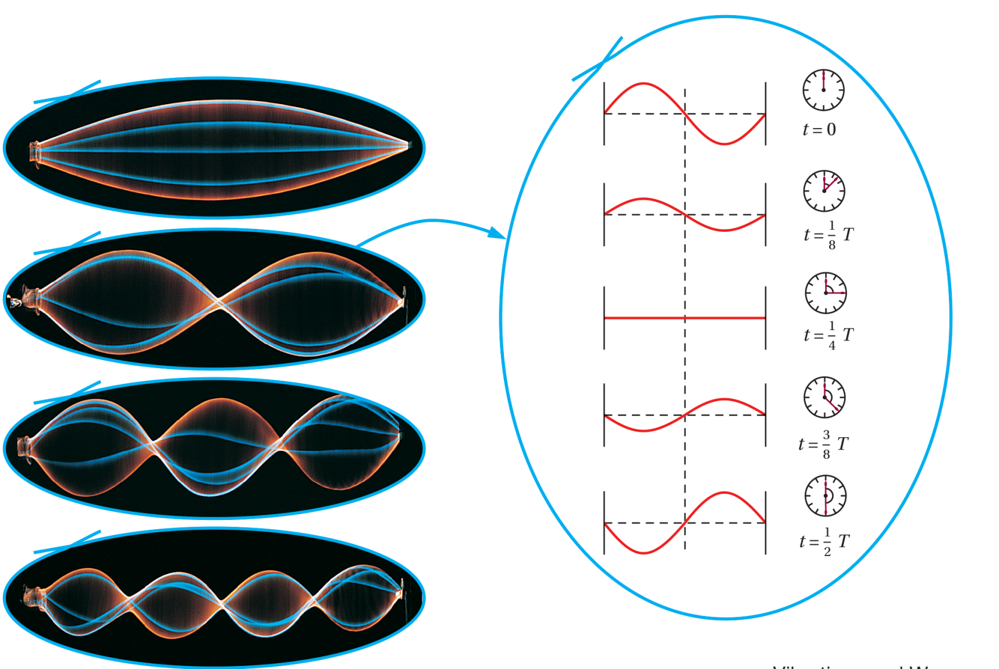 t = 0
t = 1/8 T
t = 1/4 T
t = 3/8 T
t = 1/2 T